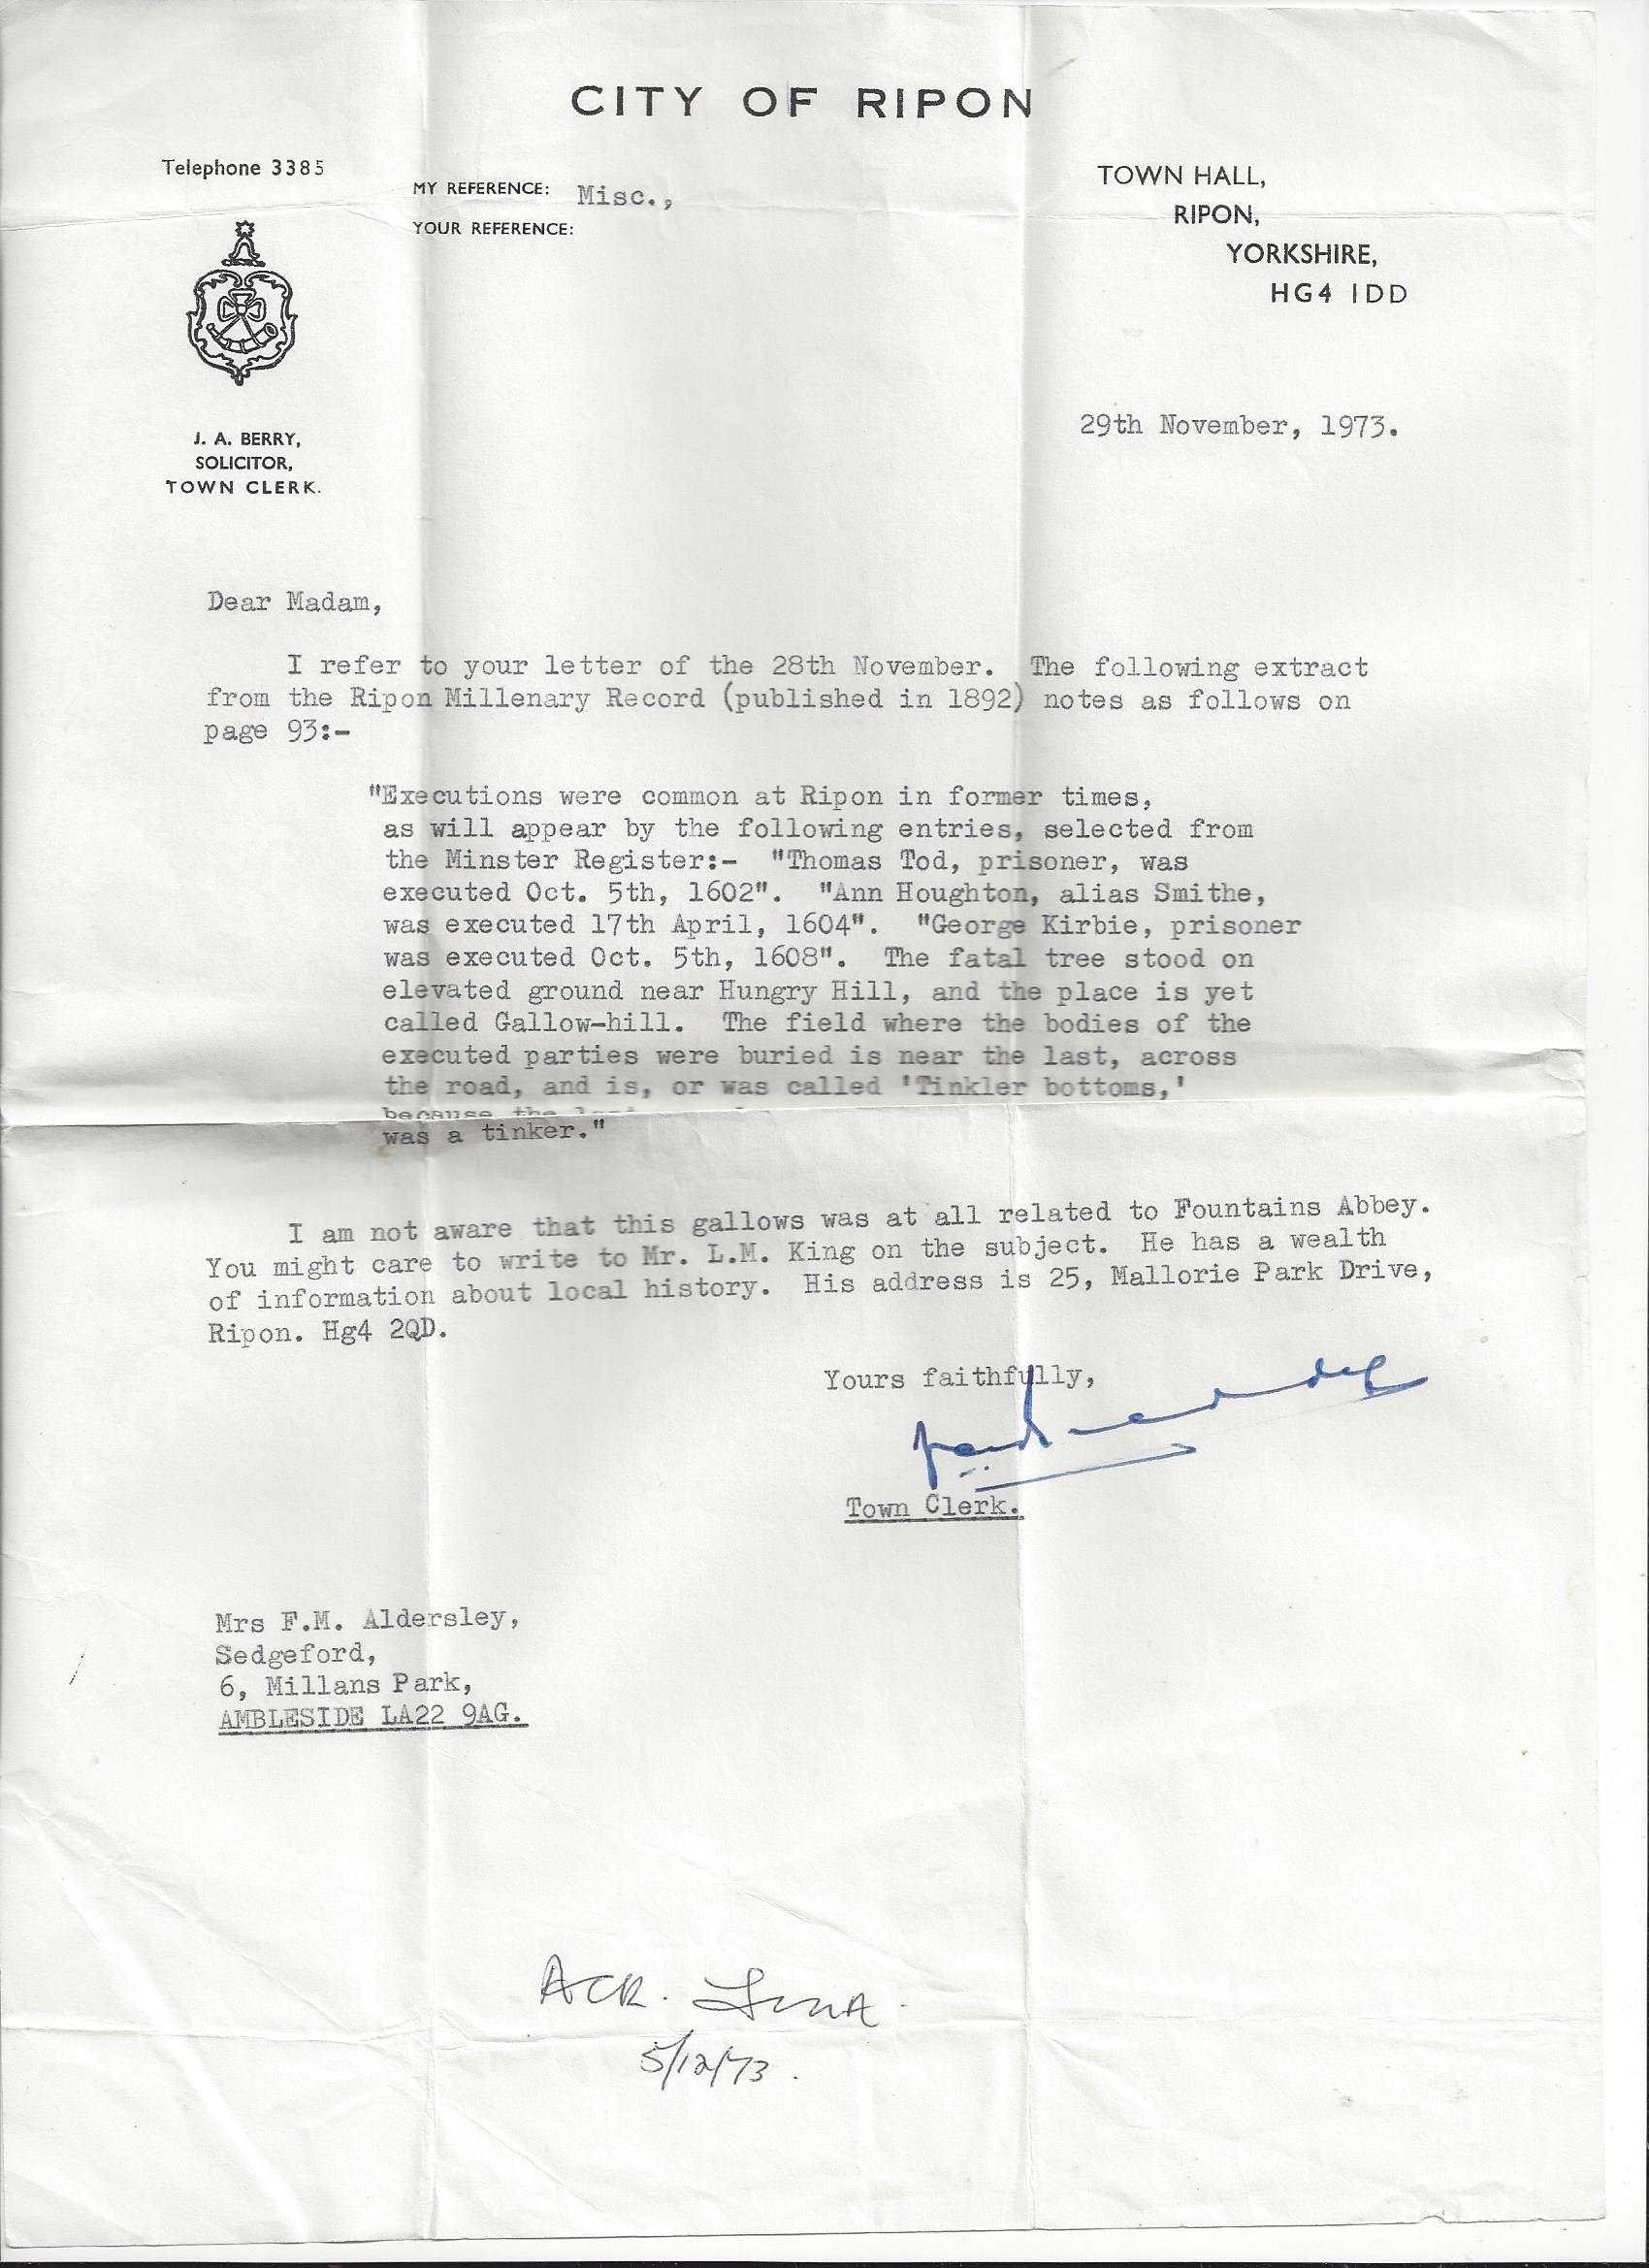 CITY OF RIPON
Telephone 3385
MY REFERENCE: Misc.,
YOUR REFERENCE:
TOWN HALL,
RIPON,
YORKSHIRE,
HG4 1DD
J. A. BERRY,
SOLICITOR,
TOWN CLERK.
29th November, 1973.
Dear Madam,
I refer to your letter of the 28th November. The following extract
from the Ripon Millenary Record (published in 1892) notes as follows on
page 93:-
"Executions were common at Ripon in former times,
as will appear by the following entries, selected from
the Minster Register:- "Thomas Tod, prisoner, was
executed Oct. 5th, 1602". "Ann Houghton, alias Smithe,
was executed 17th April, 1604". "George Kirbie, prisoner
was executed Oct. 5th, 1608". The fatal tree stood on
elevated ground near Hungry Hill, and the place is yet
called Gallow-hill. The field where the bodies of the
executed parties were buried is near the last, across
the road, and is, or was called 'Tinkler bottoms,'
because the
was a tinker."
I am not aware that this gallows was at all related to Fountains Abbey.
You might care to write to Mr. L.M. King on the subject. He has a wealth
of information about local history. His address is 25, Mallorie Park Drive,
Ripon. Hg4 2QD.
Yours faithfully,
Town Clerk.
Mrs F.M. Aldersley,
Sedgeford,
6, Millans Park,
AMBLESIDE LA22 9AG.
5/12/73.